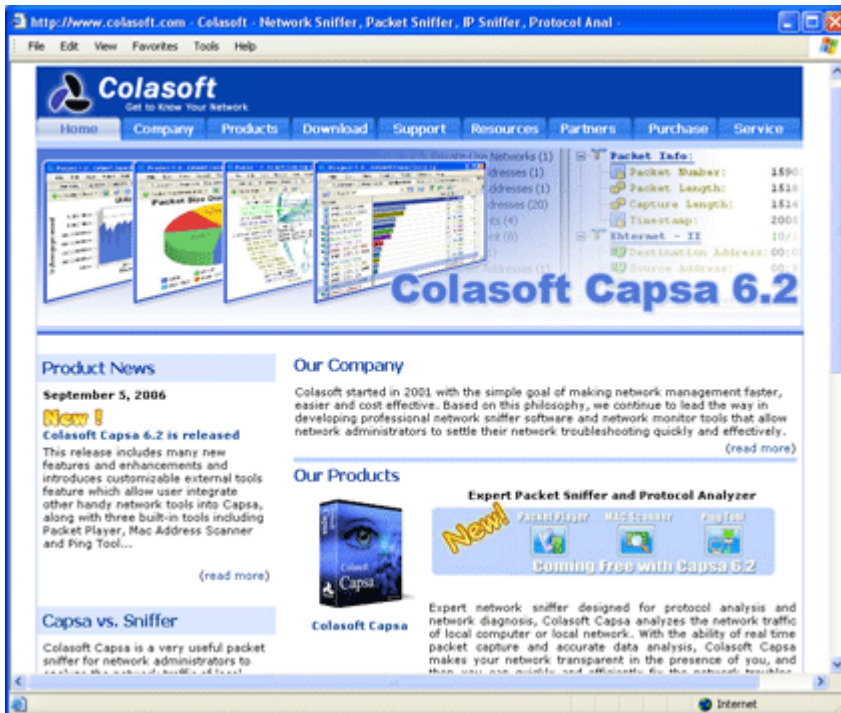 http://www.colasoft.com - Colasoft - Network Sniffer, Packet Sniffer, IP Sniffer, Protocol Anal -
File Edit View Favorites Tools Help
Colasoft
Get to Know Your Network
Home Company Products Download Support Resources Partners Purchase Service
Networks (1)
Addresses (1)
Addresses (20)
Packet Info:
Packet Number:
Packet Length:
Capture Length:
Timestamp:
Destination Address:
Source Address:
Colasoft Capsa 6.2
Product News
September 5, 2006
New !
Colasoft Capsa 6.2 is released
This release includes many new
features and enhancements and
introduces customizable external tools
feature which allow user integrate
other handy network tools into Capsa,
along with three built-in tools including
Packet Player, Mac Address Scanner
and Ping Tool...
(read more)
Capsa vs. Sniffer
Colasoft Capsa is a very useful packet
sniffer for network administrators to
Our Company
Colasoft started in 2001 with the simple goal of making network management faster,
easier and cost effective. Based on this philosophy, we continue to lead the way in
developing professional network sniffer software and network monitor tools that allow
network administrators to settle their network troubleshooting quickly and effectively.
(read more)
Our Products
Colasoft
Capsa
Colasoft Capsa
Expert Packet Sniffer and Protocol Analyzer
New!
Packet Player MAC Scanner Ping Tool
Coming Free with Capsa 6.2
Expert network sniffer designed for protocol analysis and
network diagnosis, Colasoft Capsa analyzes the network traffic
of local computer or local network. With the ability of real time
packet capture and accurate data analysis, Colasoft Capsa
makes your network transparent in the presence of you, and
Internet